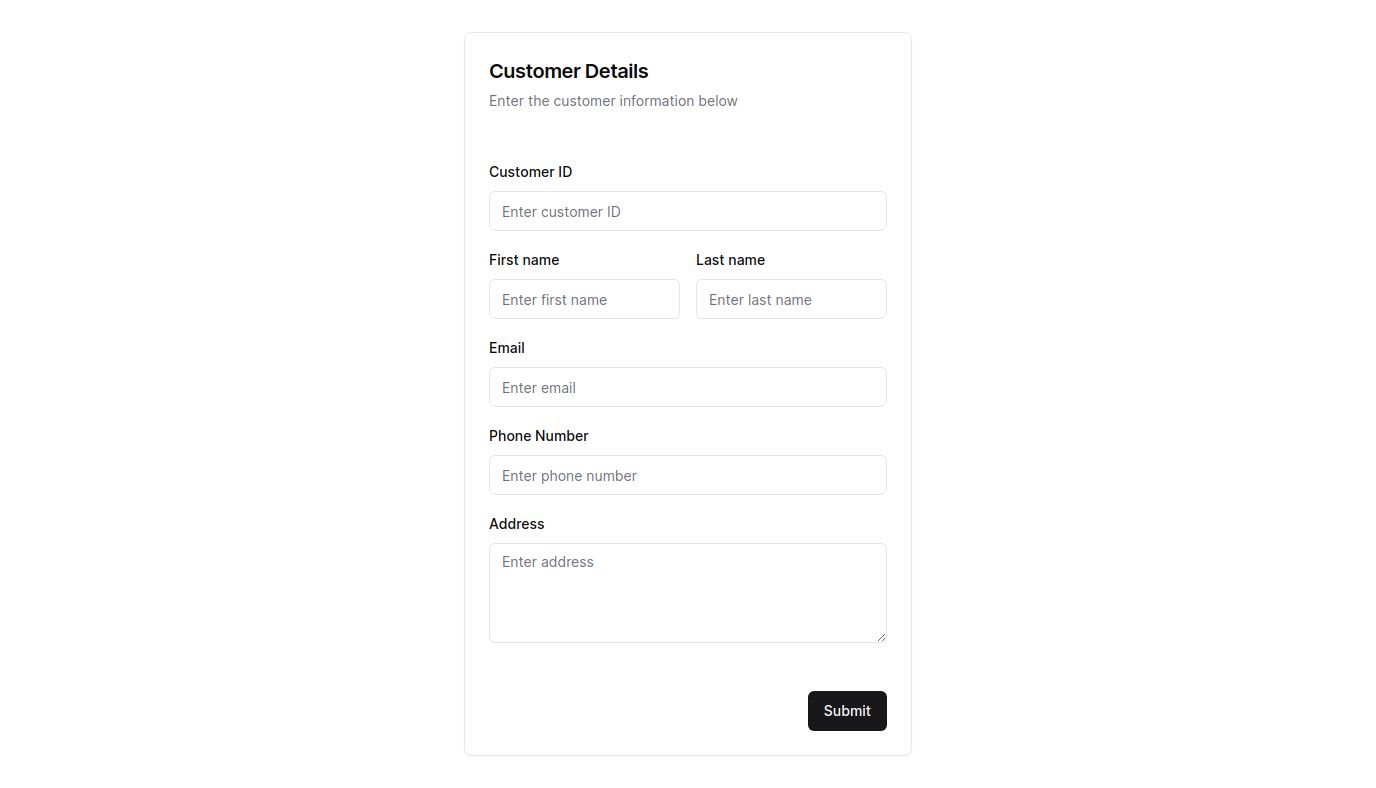 Customer Details
Enter the customer information below
Customer ID
Enter customer ID
First name
Enter first name
Last name
Enter last name
Email
Enter email
Phone Number
Enter phone number
Address
Enter address
Submit